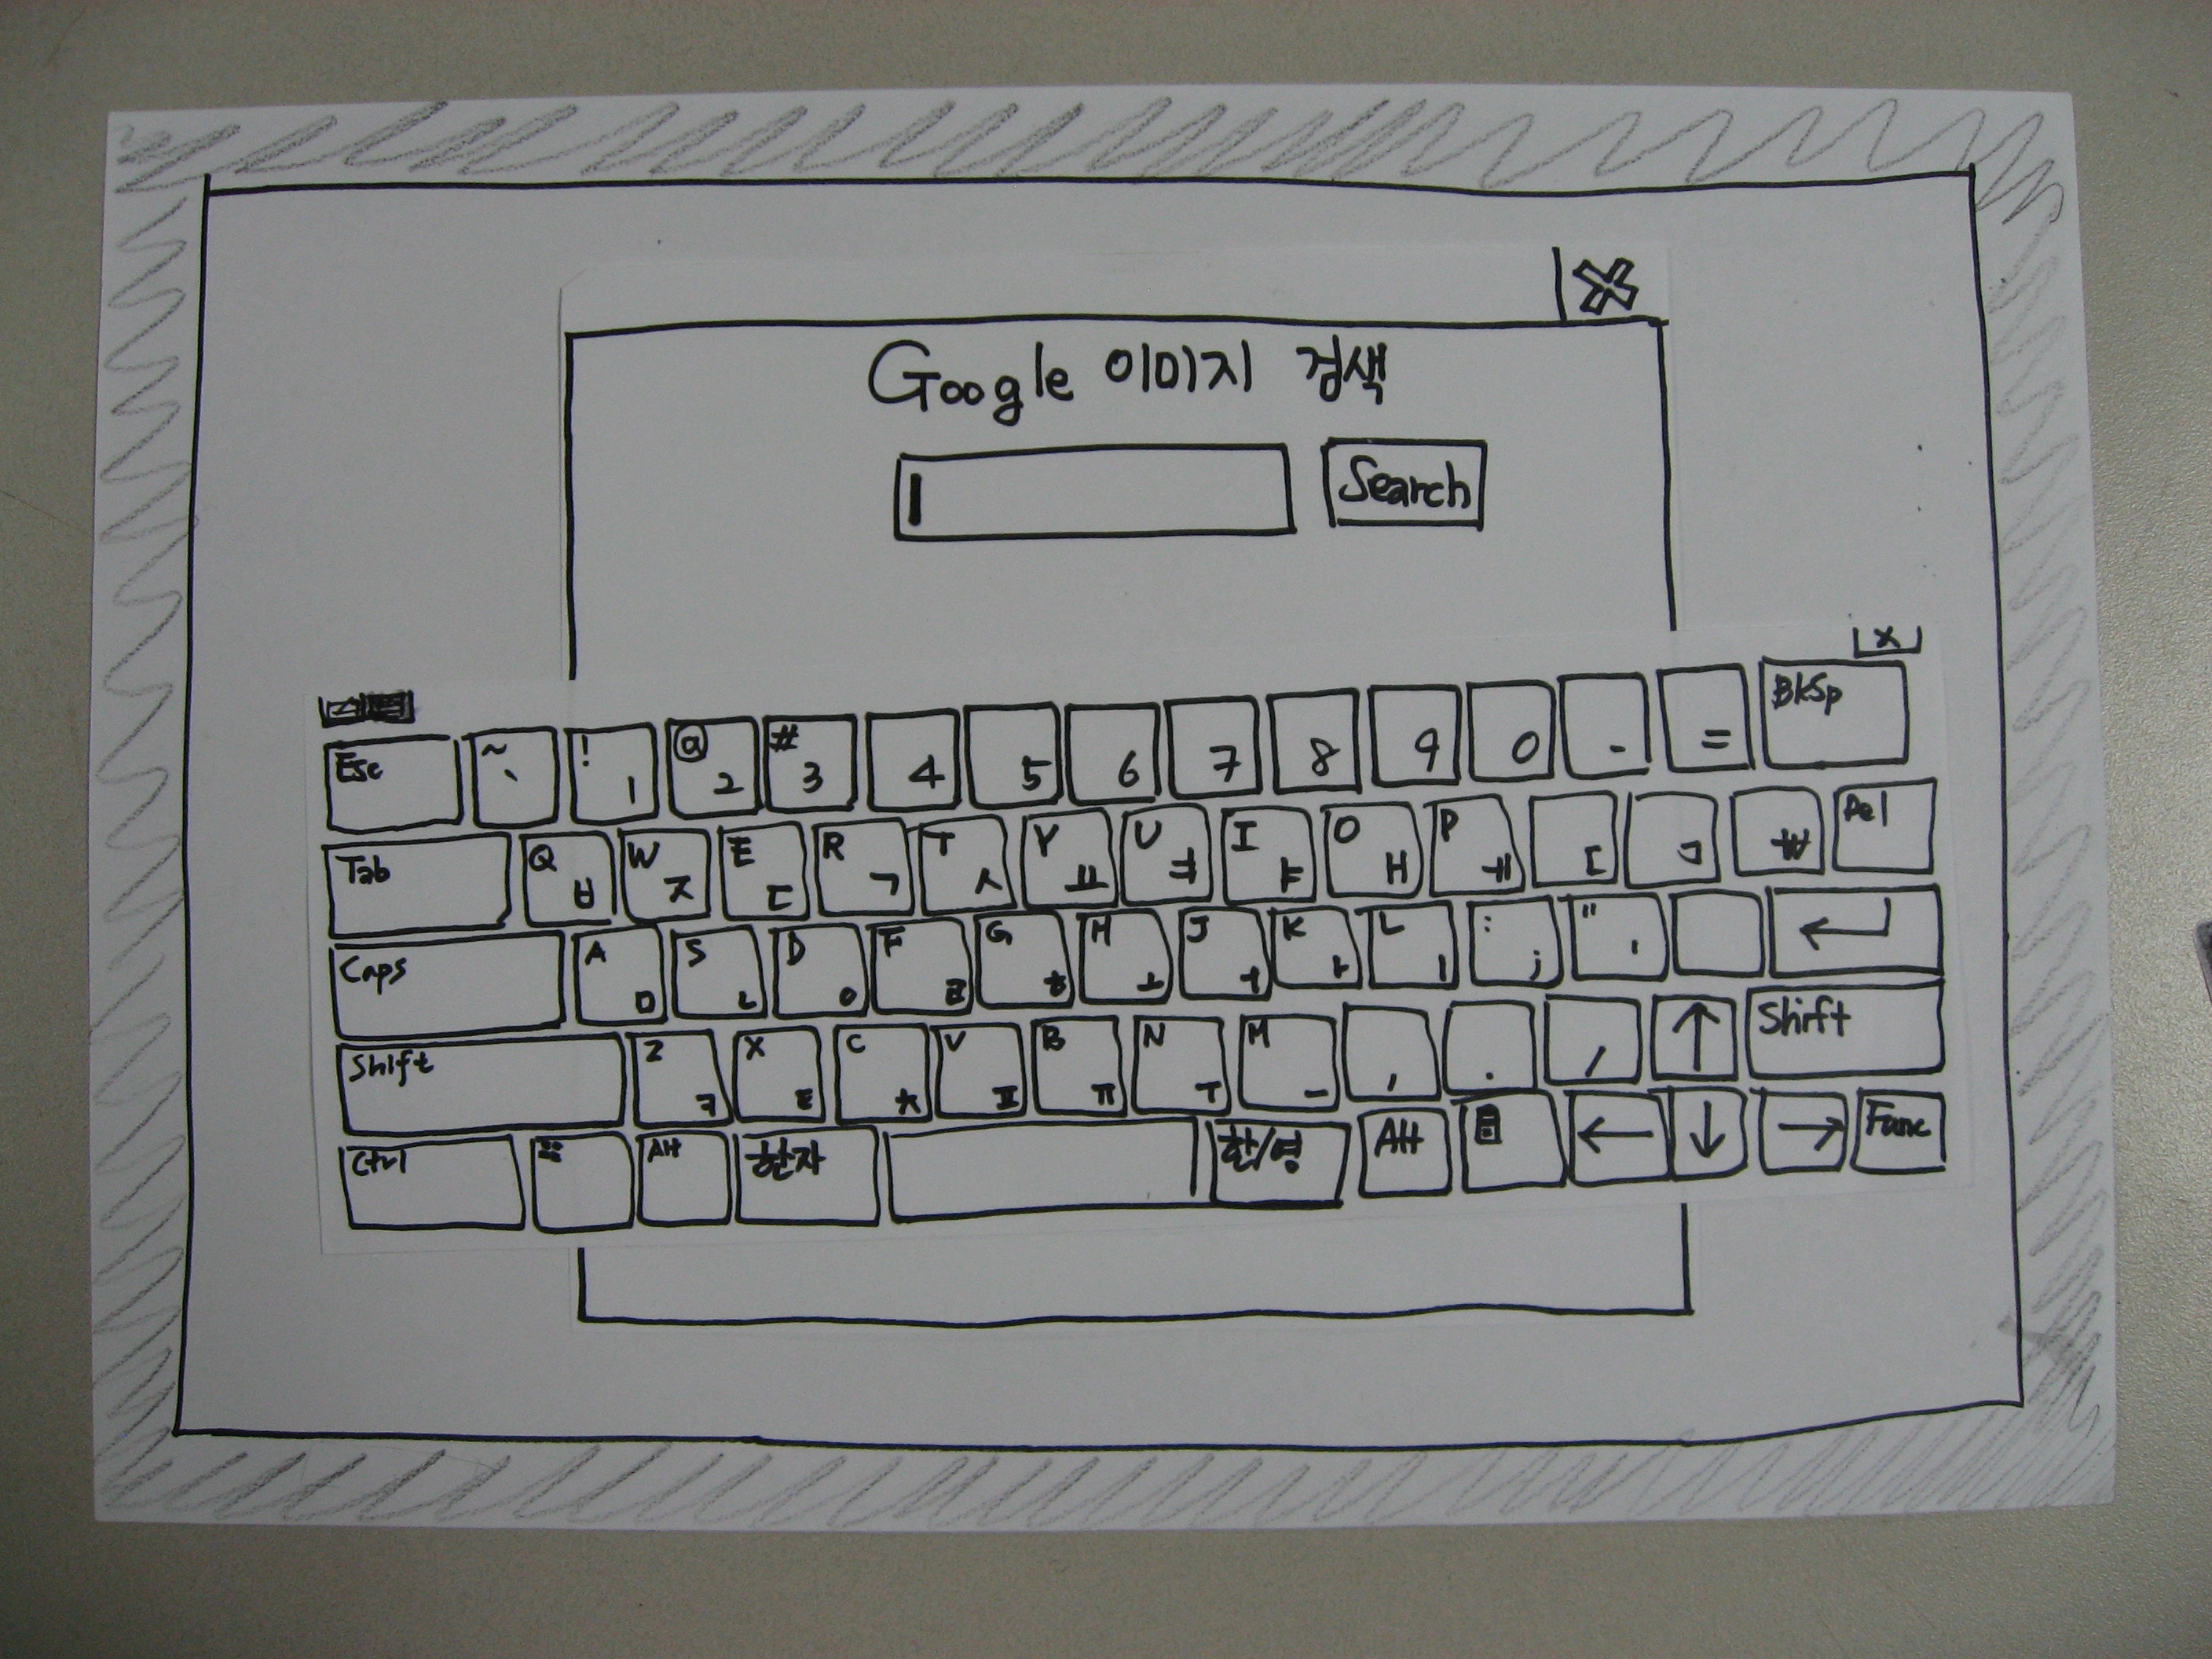 Google 이미지 검색
Search
x
Esc ~ ` ! 1 @ 2 # 3 4 5 6 7 8 9 0 - = BkSp
Tab Q ㅂ W ㅈ E ㄷ R ㄱ T ㅅ Y ㅛ U ㅕ I ㅑ O ㅐ P ㅔ [ ] ₩ Del
Caps A ㅁ S ㄴ D ㅇ F ㄹ G ㅎ H ㅗ J ㅓ K ㅏ L ㅣ : ; " ' ←
Shift Z ㅋ X ㅌ C ㅊ V ㅍ B ㅠ N ㅜ M ㅡ , . / ↑ Shift
Ctrl Alt 한자 한/영 Alt ← ↓ → Func